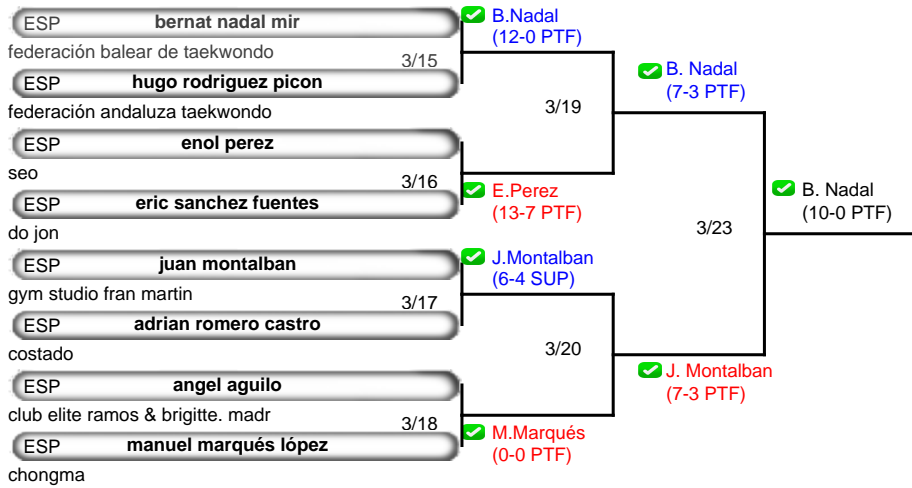 ESP bernat nadal mir
B.Nadal
(12-0 PTF)
federación balear de taekwondo
3/15
ESP hugo rodriguez picon
B. Nadal
(7-3 PTF)
federación andaluza taekwondo
3/19
ESP enol perez
seo
3/16
ESP eric sanchez fuentes
E.Perez
(13-7 PTF)
B. Nadal
(10-0 PTF)
do jon
3/23
ESP juan montalban
J.Montalban
(6-4 SUP)
gym studio fran martin
3/17
ESP adrian romero castro
costado
3/20
ESP angel aguilo
J. Montalban
(7-3 PTF)
club elite ramos & brigitte. madr
3/18
ESP manuel marqués lópez
M.Marqués
(0-0 PTF)
chongma